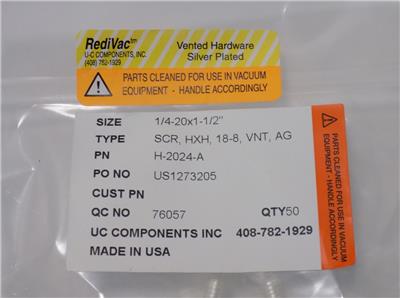 RediVac™
U-C COMPONENTS, INC.
(408) 782-1929
Vented Hardware
Silver Plated
PARTS CLEANED FOR USE IN VACUUM
EQUIPMENT - HANDLE ACCORDINGLY
SIZE 1/4-20x1-1/2"
TYPE SCR, HXH, 18-8, VNT, AG
PN H-2024-A
PO NO US1273205
CUST PN
QC NO 76057 QTY50
UC COMPONENTS INC 408-782-1929
MADE IN USA
PARTS CLEANED FOR USE IN VACUUM
EQUIPMENT - HANDLE ACCORDINGLY